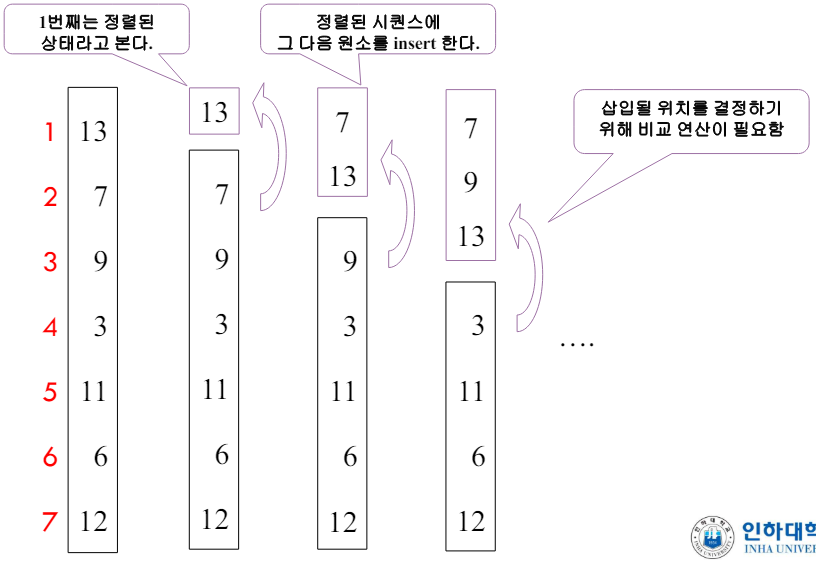 1번째는 정렬된
상태라고 본다.
정렬된 시퀀스에
그 다음 원소를 insert 한다.
삽입될 위치를 결정하기
위해 비교 연산이 필요함
1 13 13 7 7
2 7 7 13 9
13
3 9 9 9
4 3 3 3 3
....
5 11 11 11 11
6 6 6 6 6
7 12 12 12 12
인하대학
INHA UNIVER